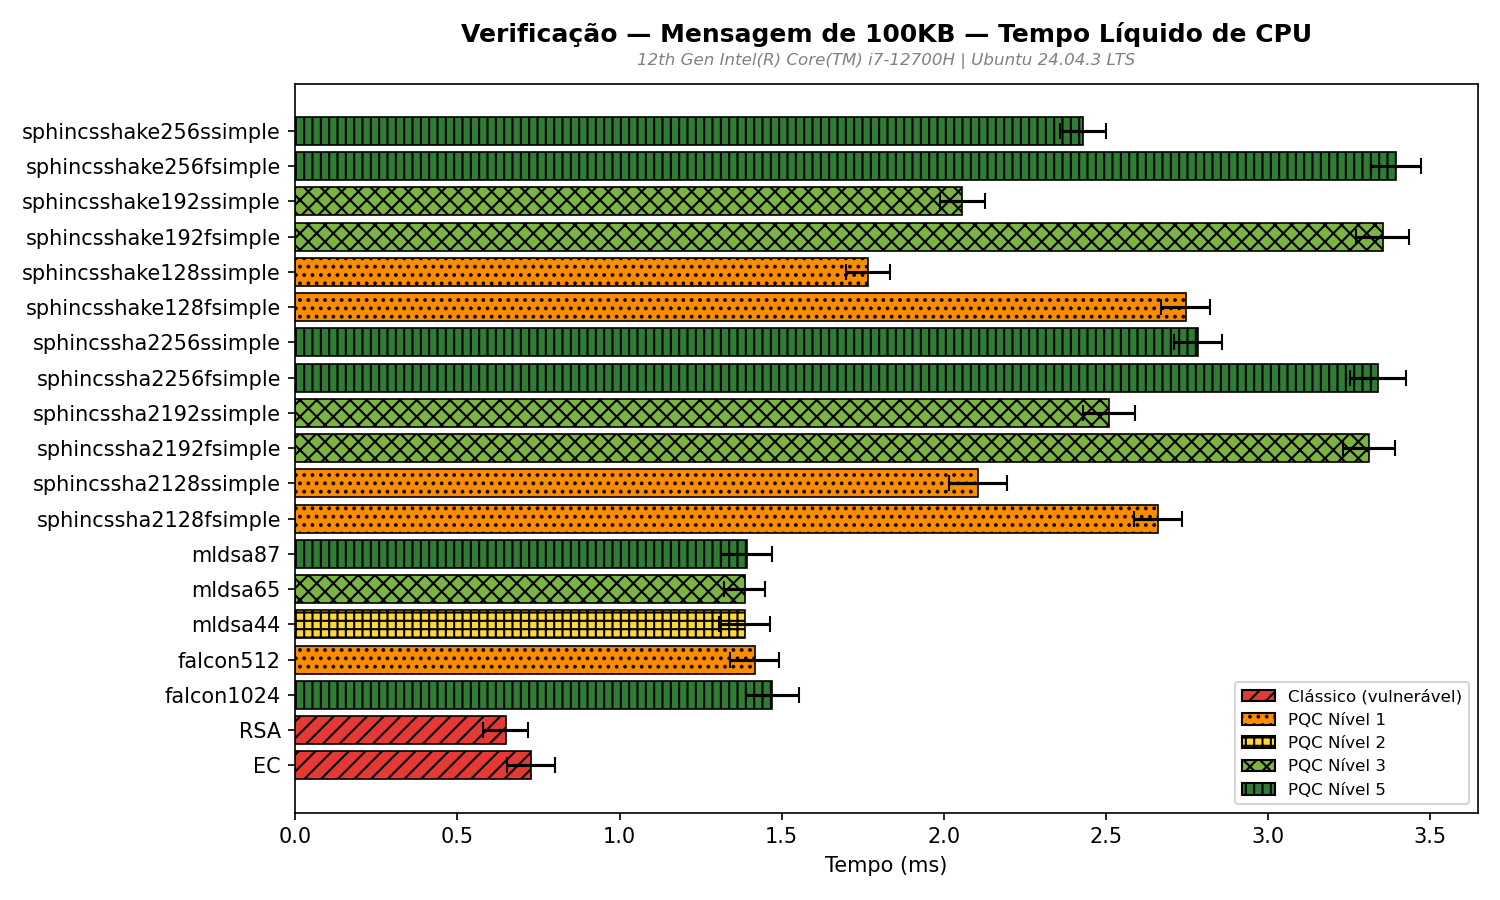 Verificação — Mensagem de 100KB — Tempo Líquido de CPU
12th Gen Intel(R) Core(TM) i7-12700H | Ubuntu 24.04.3 LTS
sphincsshake256ssimple
sphincsshake256fsimple
sphincsshake192ssimple
sphincsshake192fsimple
sphincsshake128ssimple
sphincsshake128fsimple
sphincssha2256ssimple
sphincssha2256fsimple
sphincssha2192ssimple
sphincssha2192fsimple
sphincssha2128ssimple
sphincssha2128fsimple
mldsa87
mldsa65
mldsa44
falcon512
falcon1024
RSA
EC
Clássico (vulnerável)
PQC Nível 1
PQC Nível 2
PQC Nível 3
PQC Nível 5
0.0 0.5 1.0 1.5 2.0 2.5 3.0 3.5
Tempo (ms)